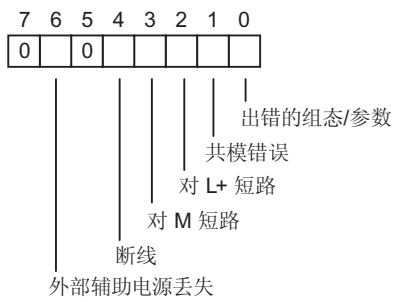 7 6 5 4 3 2 1 0
0 0
出错的组态/参数
共模错误
对 L+ 短路
对 M 短路
断线
外部辅助电源丢失